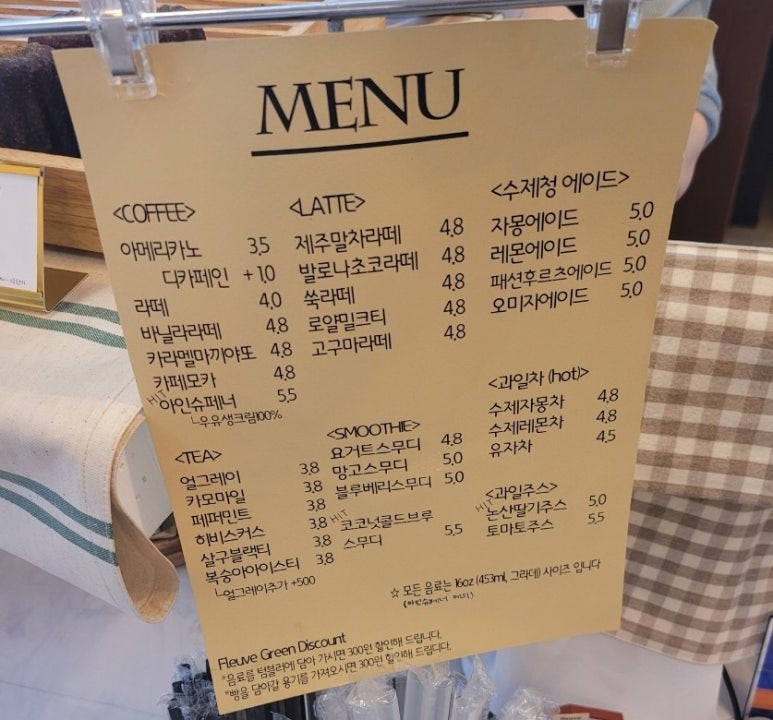 MENU
<COFFEE>
아메리카노 3.5
디카페인 +1.0
라떼 4.0
바닐라라떼 4.8
카라멜마끼야또 4.8
카페모카 4.8
HIT 아인슈페너 5.5
└우유생크림100%
<LATTE>
제주말차라떼 4.8
발로나초코라떼 4.8
쑥라떼 4.8
로얄밀크티 4.8
고구마라떼 4.8
<수제청 에이드>
자몽에이드 5.0
레몬에이드 5.0
패션후르츠에이드 5.0
오미자에이드 5.0
<TEA>
얼그레이 3.8
카모마일 3.8
페퍼민트 3.8
히비스커스 3.8
살구블랙티 3.8
복숭아아이스티 3.8
└얼그레이추가 +500
<SMOOTHIE>
요거트스무디 4.8
망고스무디 5.0
블루베리스무디 5.0
HIT 코코넛콜드브루
스무디 5.5
<과일차 (hot)>
수제자몽차 4.8
수제레몬차 4.8
유자차 4.5
<과일주스>
HIT 논산딸기주스 5.0
토마토주스 5.5
☆ 모든 음료는 16oz (453ml, 그라데) 사이즈 입니다
(아인슈페너 제외)
Fleuve Green Discount
*음료를 텀블러에 담아 가시면 300원 할인해 드립니다.
*빵을 담아갈 용기를 가져오시면 300원 할인해 드립니다.